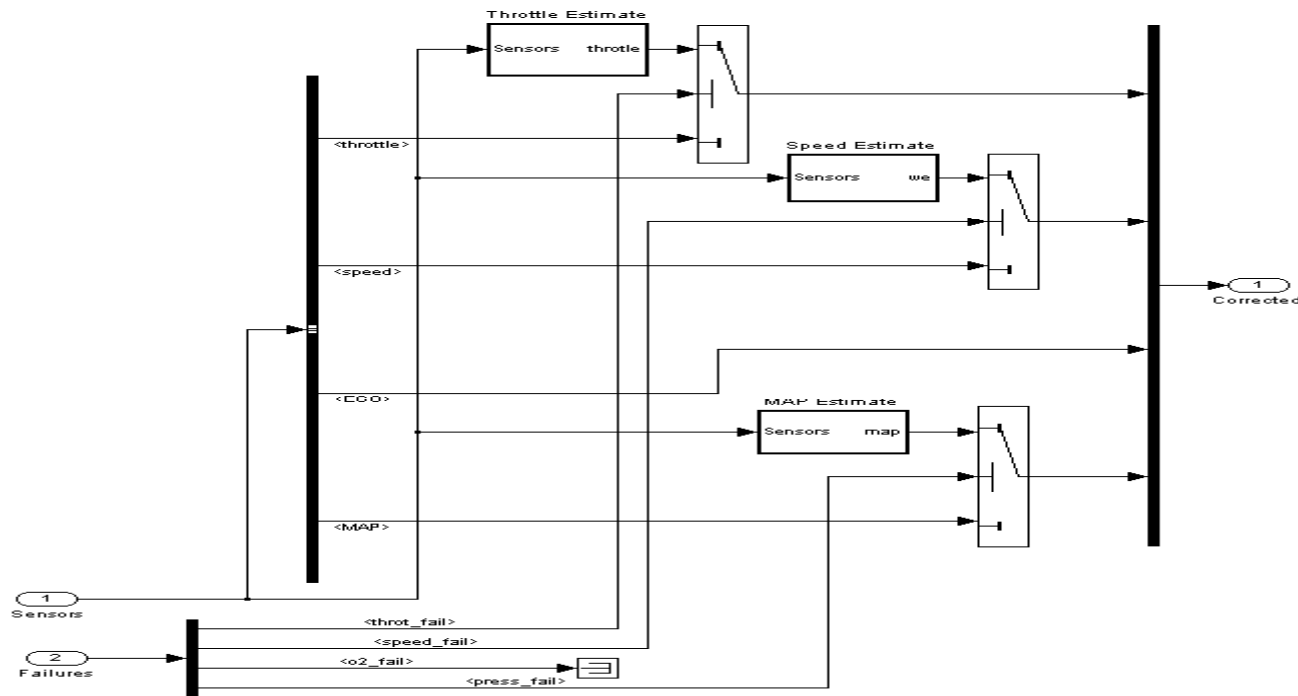 Throttle Estimate
Sensors throtle
<throttle>
Speed Estimate
Sensors we
<speed>
1
Corrected
<EGO>
MAP Estimate
Sensors map
<MAP>
1
Sensors
<throt_fail>
<speed_fail>
2
Failures
<o2_fail>
<press_fail>